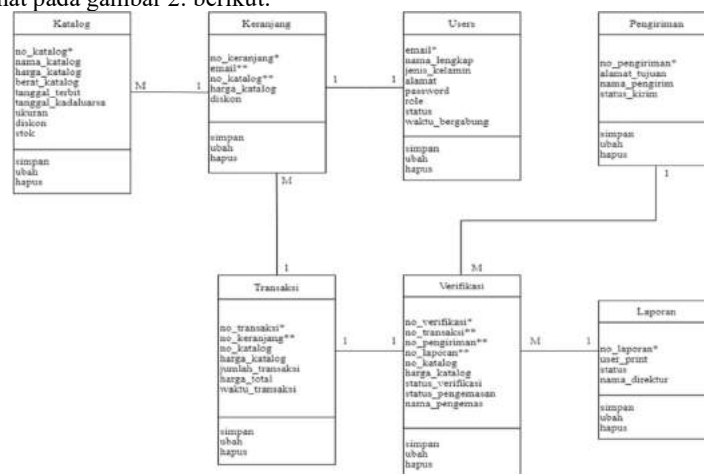 nat pada gambar 2. berikut.
Katalog
no_katalog*
nama_katalog
harga_katalog
berat_katalog
tanggal_terbit
tanggal_kadaluarsa
ukuran
diskon
stok
simpan
ubah
hapus
M
1
Keranjang
no_keranjang*
email**
no_katalog**
harga_katalog
diskon
simpan
ubah
hapus
1
1
Users
email*
nama_lengkap
jenis_kelamin
alamat
password
role
status
waktu_bergabung
simpan
ubah
hapus
Pengiriman
no_pengiriman*
alamat_tujuan
nama_pengirim
status_kirim
simpan
ubah
hapus
M
1
1
M
Transaksi
no_transaksi*
no_keranjang**
no_katalog
harga_katalog
jumlah_transaksi
harga_total
waktu_transaksi
simpan
ubah
hapus
1
1
Verifikasi
no_verifikasi*
no_transaksi**
no_pengiriman**
no_laporan**
no_katalog
harga_katalog
status_verifikasi
status_pengemasan
nama_pengemas
simpan
ubah
hapus
M
1
Laporan
no_laporan*
user_print
status
nama_direktur
simpan
ubah
hapus